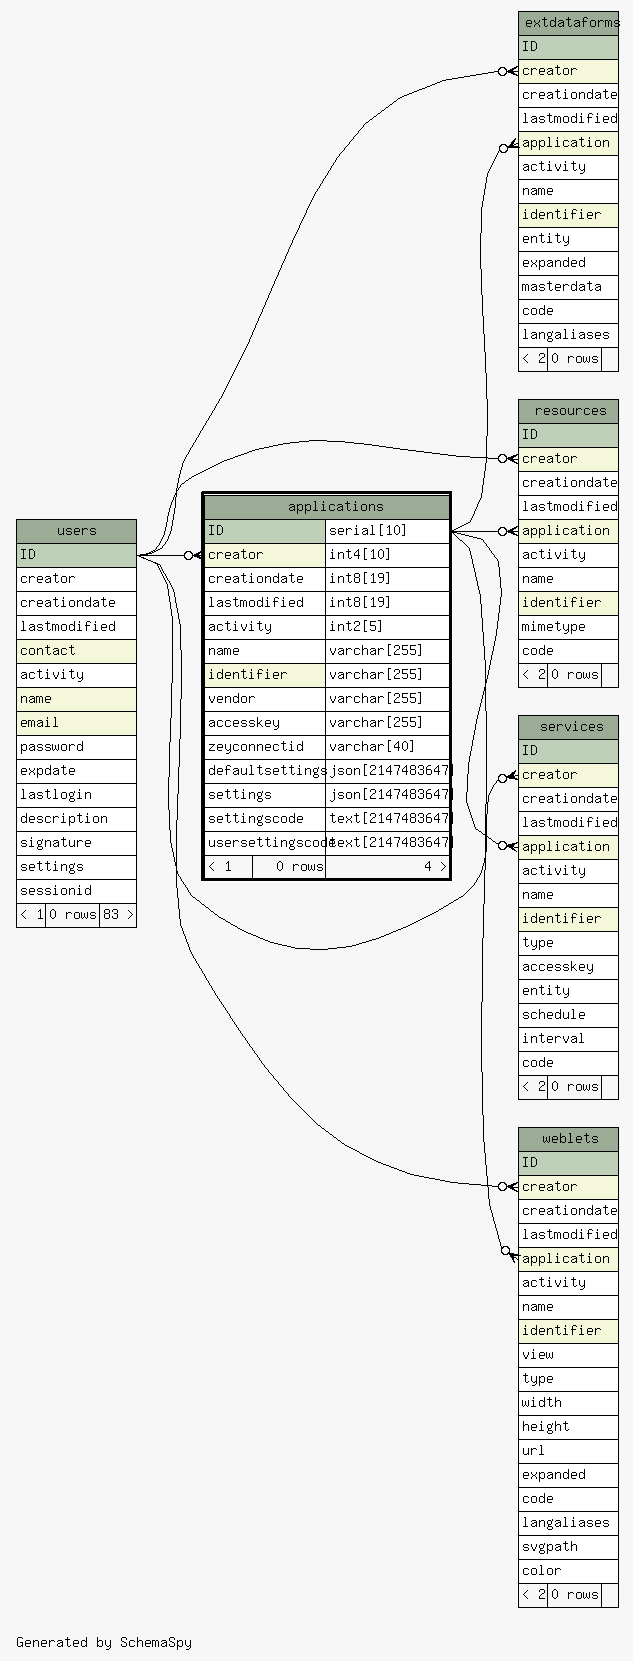 extdataforms
ID
creator
creationdate
lastmodified
application
activity
name
identifier
entity
expanded
masterdata
code
langaliases
< 2 0 rows
resources
ID
creator
creationdate
lastmodified
application
activity
name
identifier
mimetype
code
< 2 0 rows
users
ID
creator
creationdate
lastmodified
contact
activity
name
email
password
expdate
lastlogin
description
signature
settings
sessionid
< 1 0 rows 83 >
applications
ID serial[10]
creator int4[10]
creationdate int8[19]
lastmodified int8[19]
activity int2[5]
name varchar[255]
identifier varchar[255]
vendor varchar[255]
accesskey varchar[255]
zeyconnectid varchar[40]
defaultsettings json[2147483647]
settings json[2147483647]
settingscode text[2147483647]
usersettingscode text[2147483647]
< 1 0 rows 4 >
services
ID
creator
creationdate
lastmodified
application
activity
name
identifier
type
accesskey
entity
schedule
interval
code
< 2 0 rows
weblets
ID
creator
creationdate
lastmodified
application
activity
name
identifier
view
type
width
height
url
expanded
code
langaliases
svgpath
color
< 2 0 rows
Generated by SchemaSpy